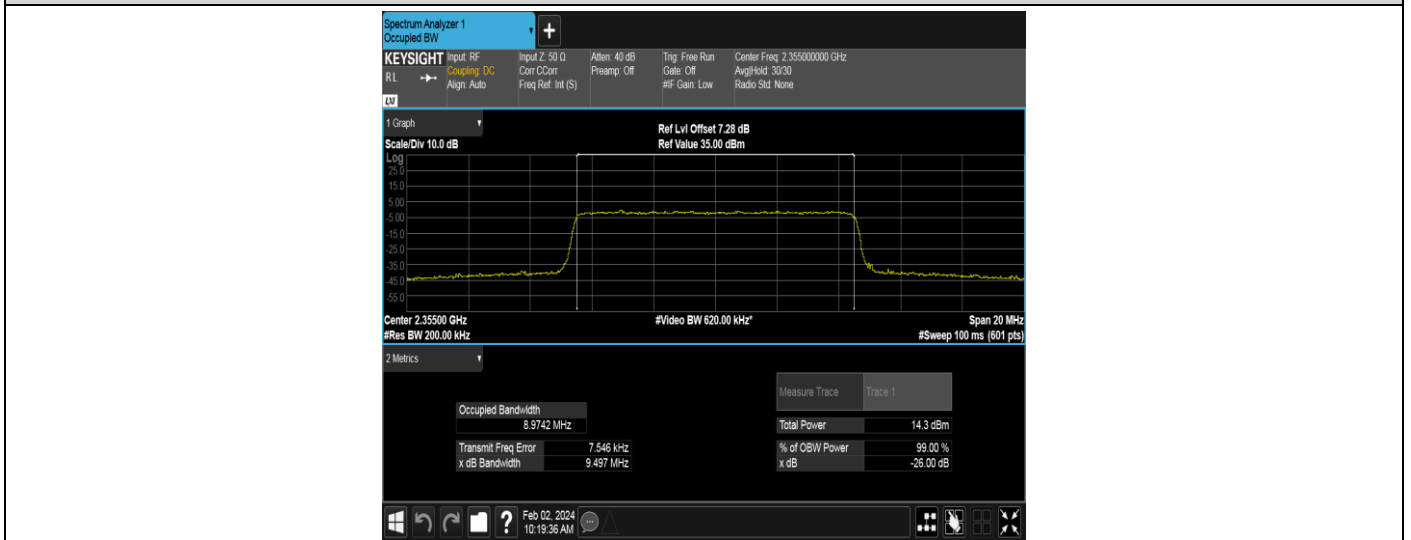 Spectrum Analyzer 1
Occupied BW
+
KEYSIGHT Input: RF Input Z: 50 Ω Atten: 40 dB Trig: Free Run Center Freq: 2.355000000 GHz
RL Coupling: DC Corr CCorr Preamp: Off Gate: Off Avg|Hold: 30/30
Align: Auto Freq Ref: Int (S) #IF Gain: Low Radio Std: None
LXI
1 Graph Ref Lvl Offset 7.28 dB
Scale/Div 10.0 dB Ref Value 35.00 dBm
Log
25.0
15.0
5.00
-5.00
-15.0
-25.0
-35.0
-45.0
-55.0
Center 2.35500 GHz #Video BW 620.00 kHz* Span 20 MHz
#Res BW 200.00 kHz #Sweep 100 ms (601 pts)
2 Metrics
Measure Trace Trace 1
Occupied Bandwidth
8.9742 MHz Total Power 14.3 dBm
Transmit Freq Error 7.546 kHz % of OBW Power 99.00 %
x dB Bandwidth 9.497 MHz x dB -26.00 dB
? Feb 02, 2024
10:19:36 AM